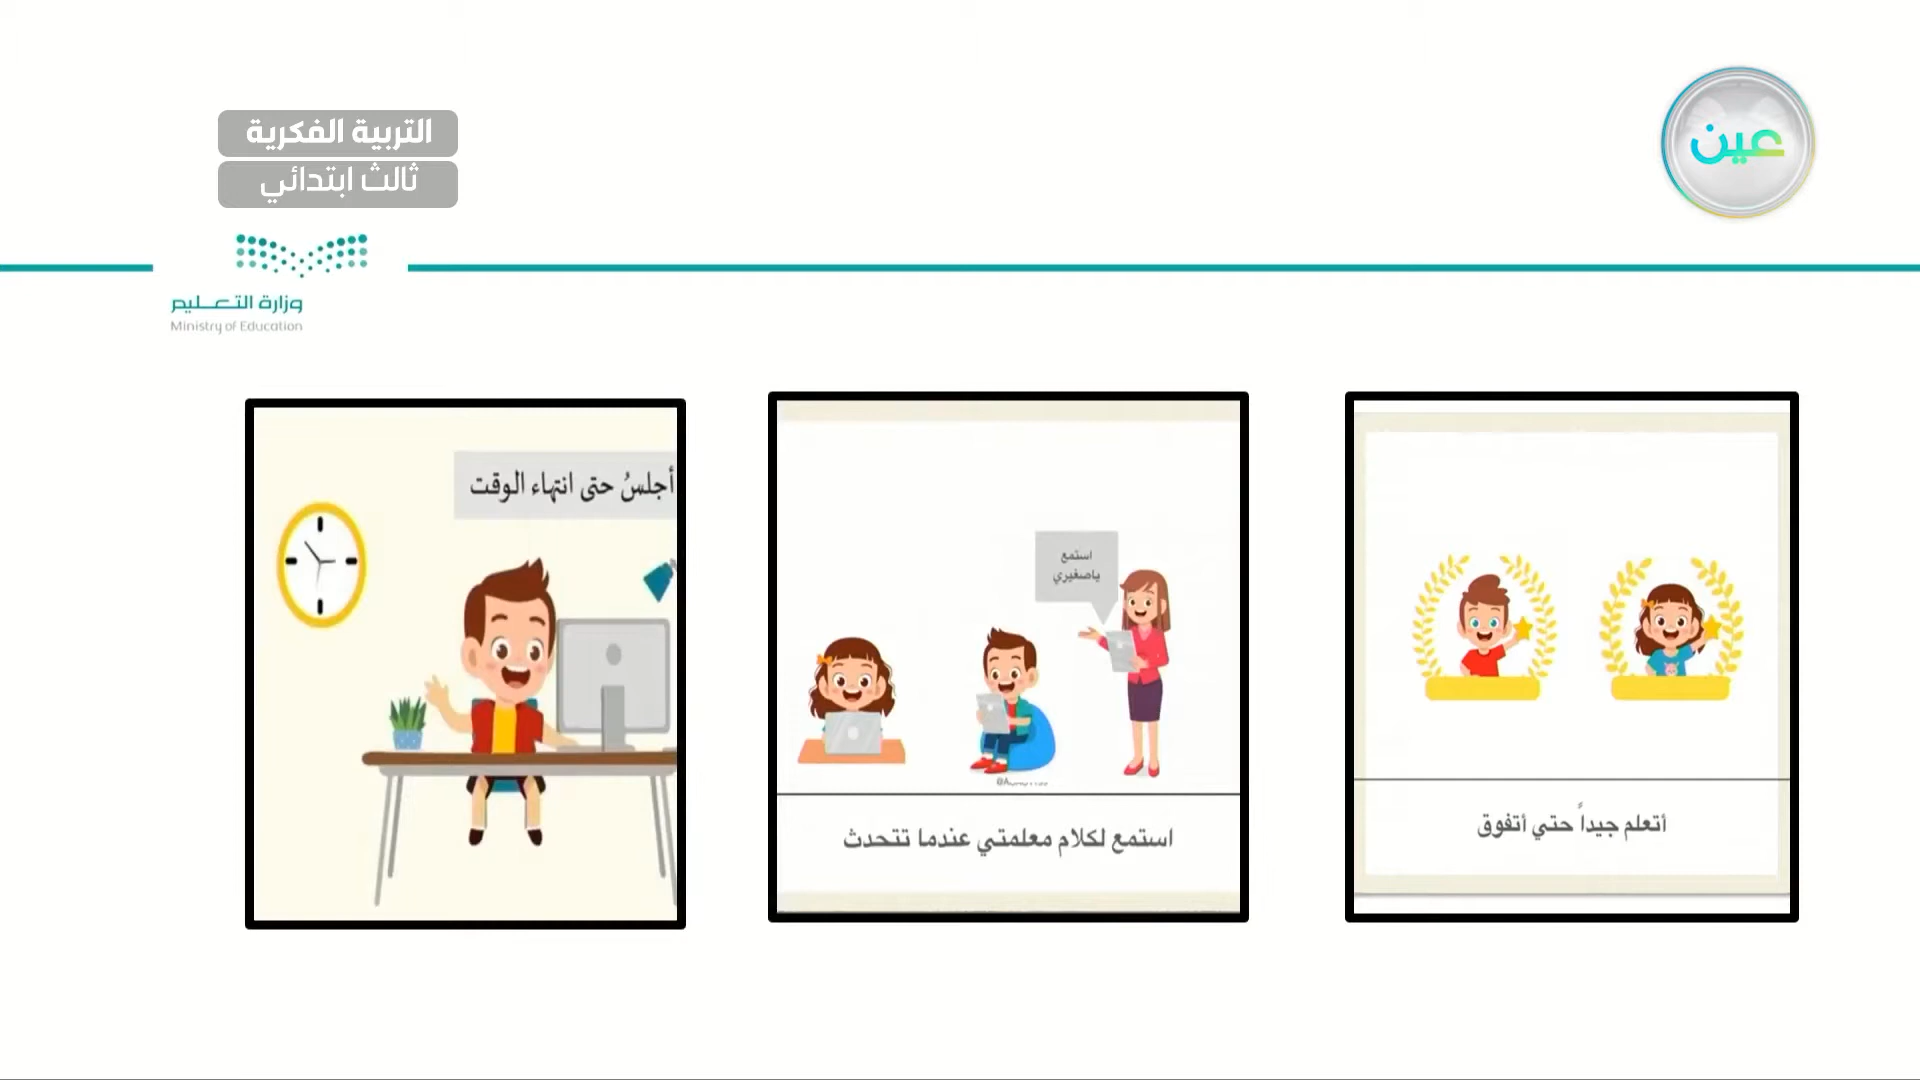 التربية الفكرية
ثالث ابتدائي
عين
وزارة التعليم
Ministry of Education
أتعلم جيداً حتي أتفوق
استمع
ياصغيري
استمع لكلام معلمتي عندما تتحدث
أجلسُ حتى انتهاء الوقت